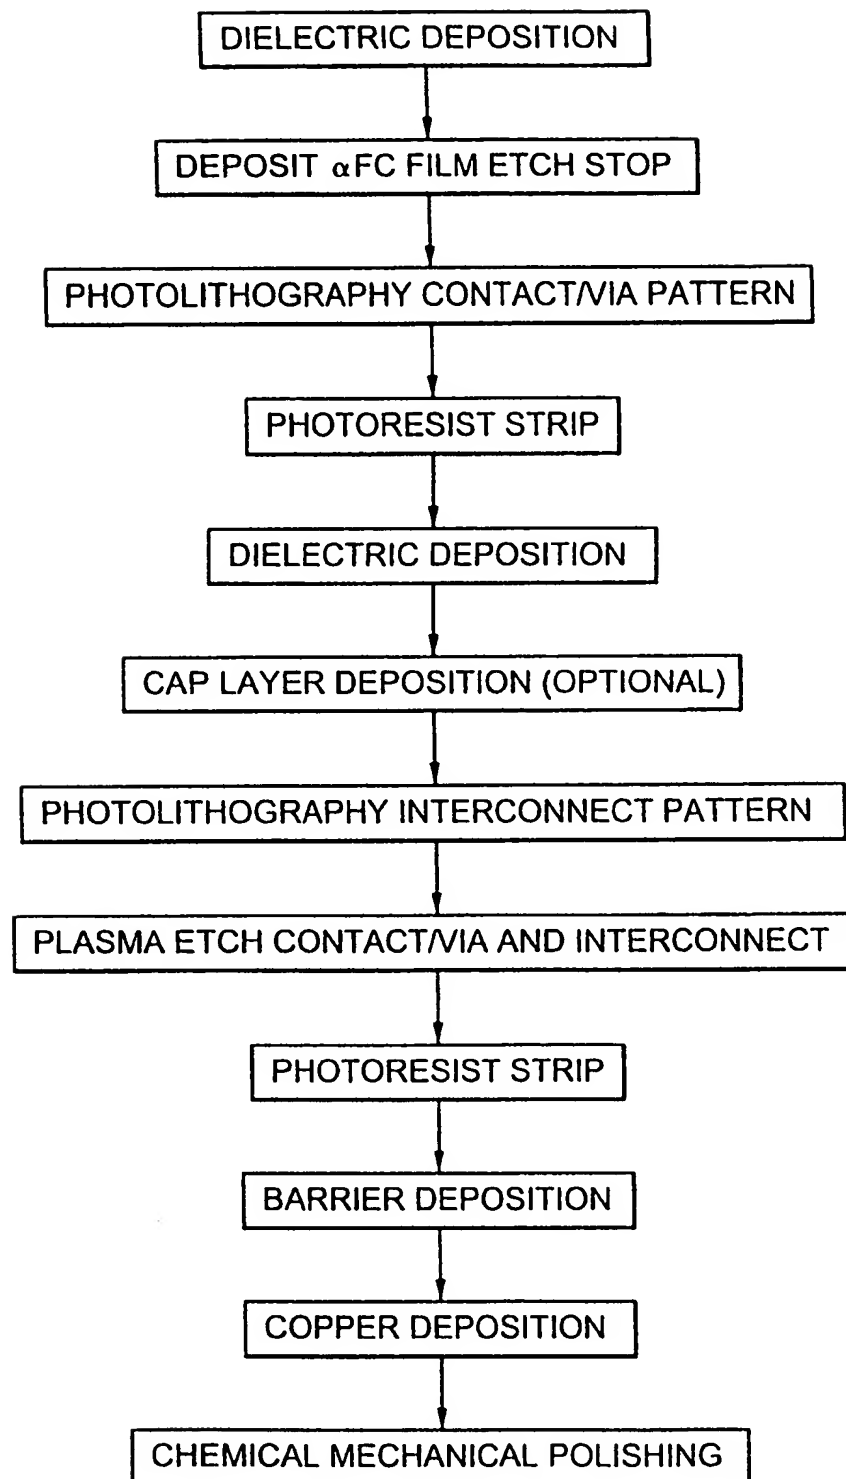 DIELECTRIC DEPOSITION
DEPOSIT αFC FILM ETCH STOP
PHOTOLITHOGRAPHY CONTACT/VIA PATTERN
PHOTORESIST STRIP
DIELECTRIC DEPOSITION
CAP LAYER DEPOSITION (OPTIONAL)
PHOTOLITHOGRAPHY INTERCONNECT PATTERN
PLASMA ETCH CONTACT/VIA AND INTERCONNECT
PHOTORESIST STRIP
BARRIER DEPOSITION
COPPER DEPOSITION
CHEMICAL MECHANICAL POLISHING